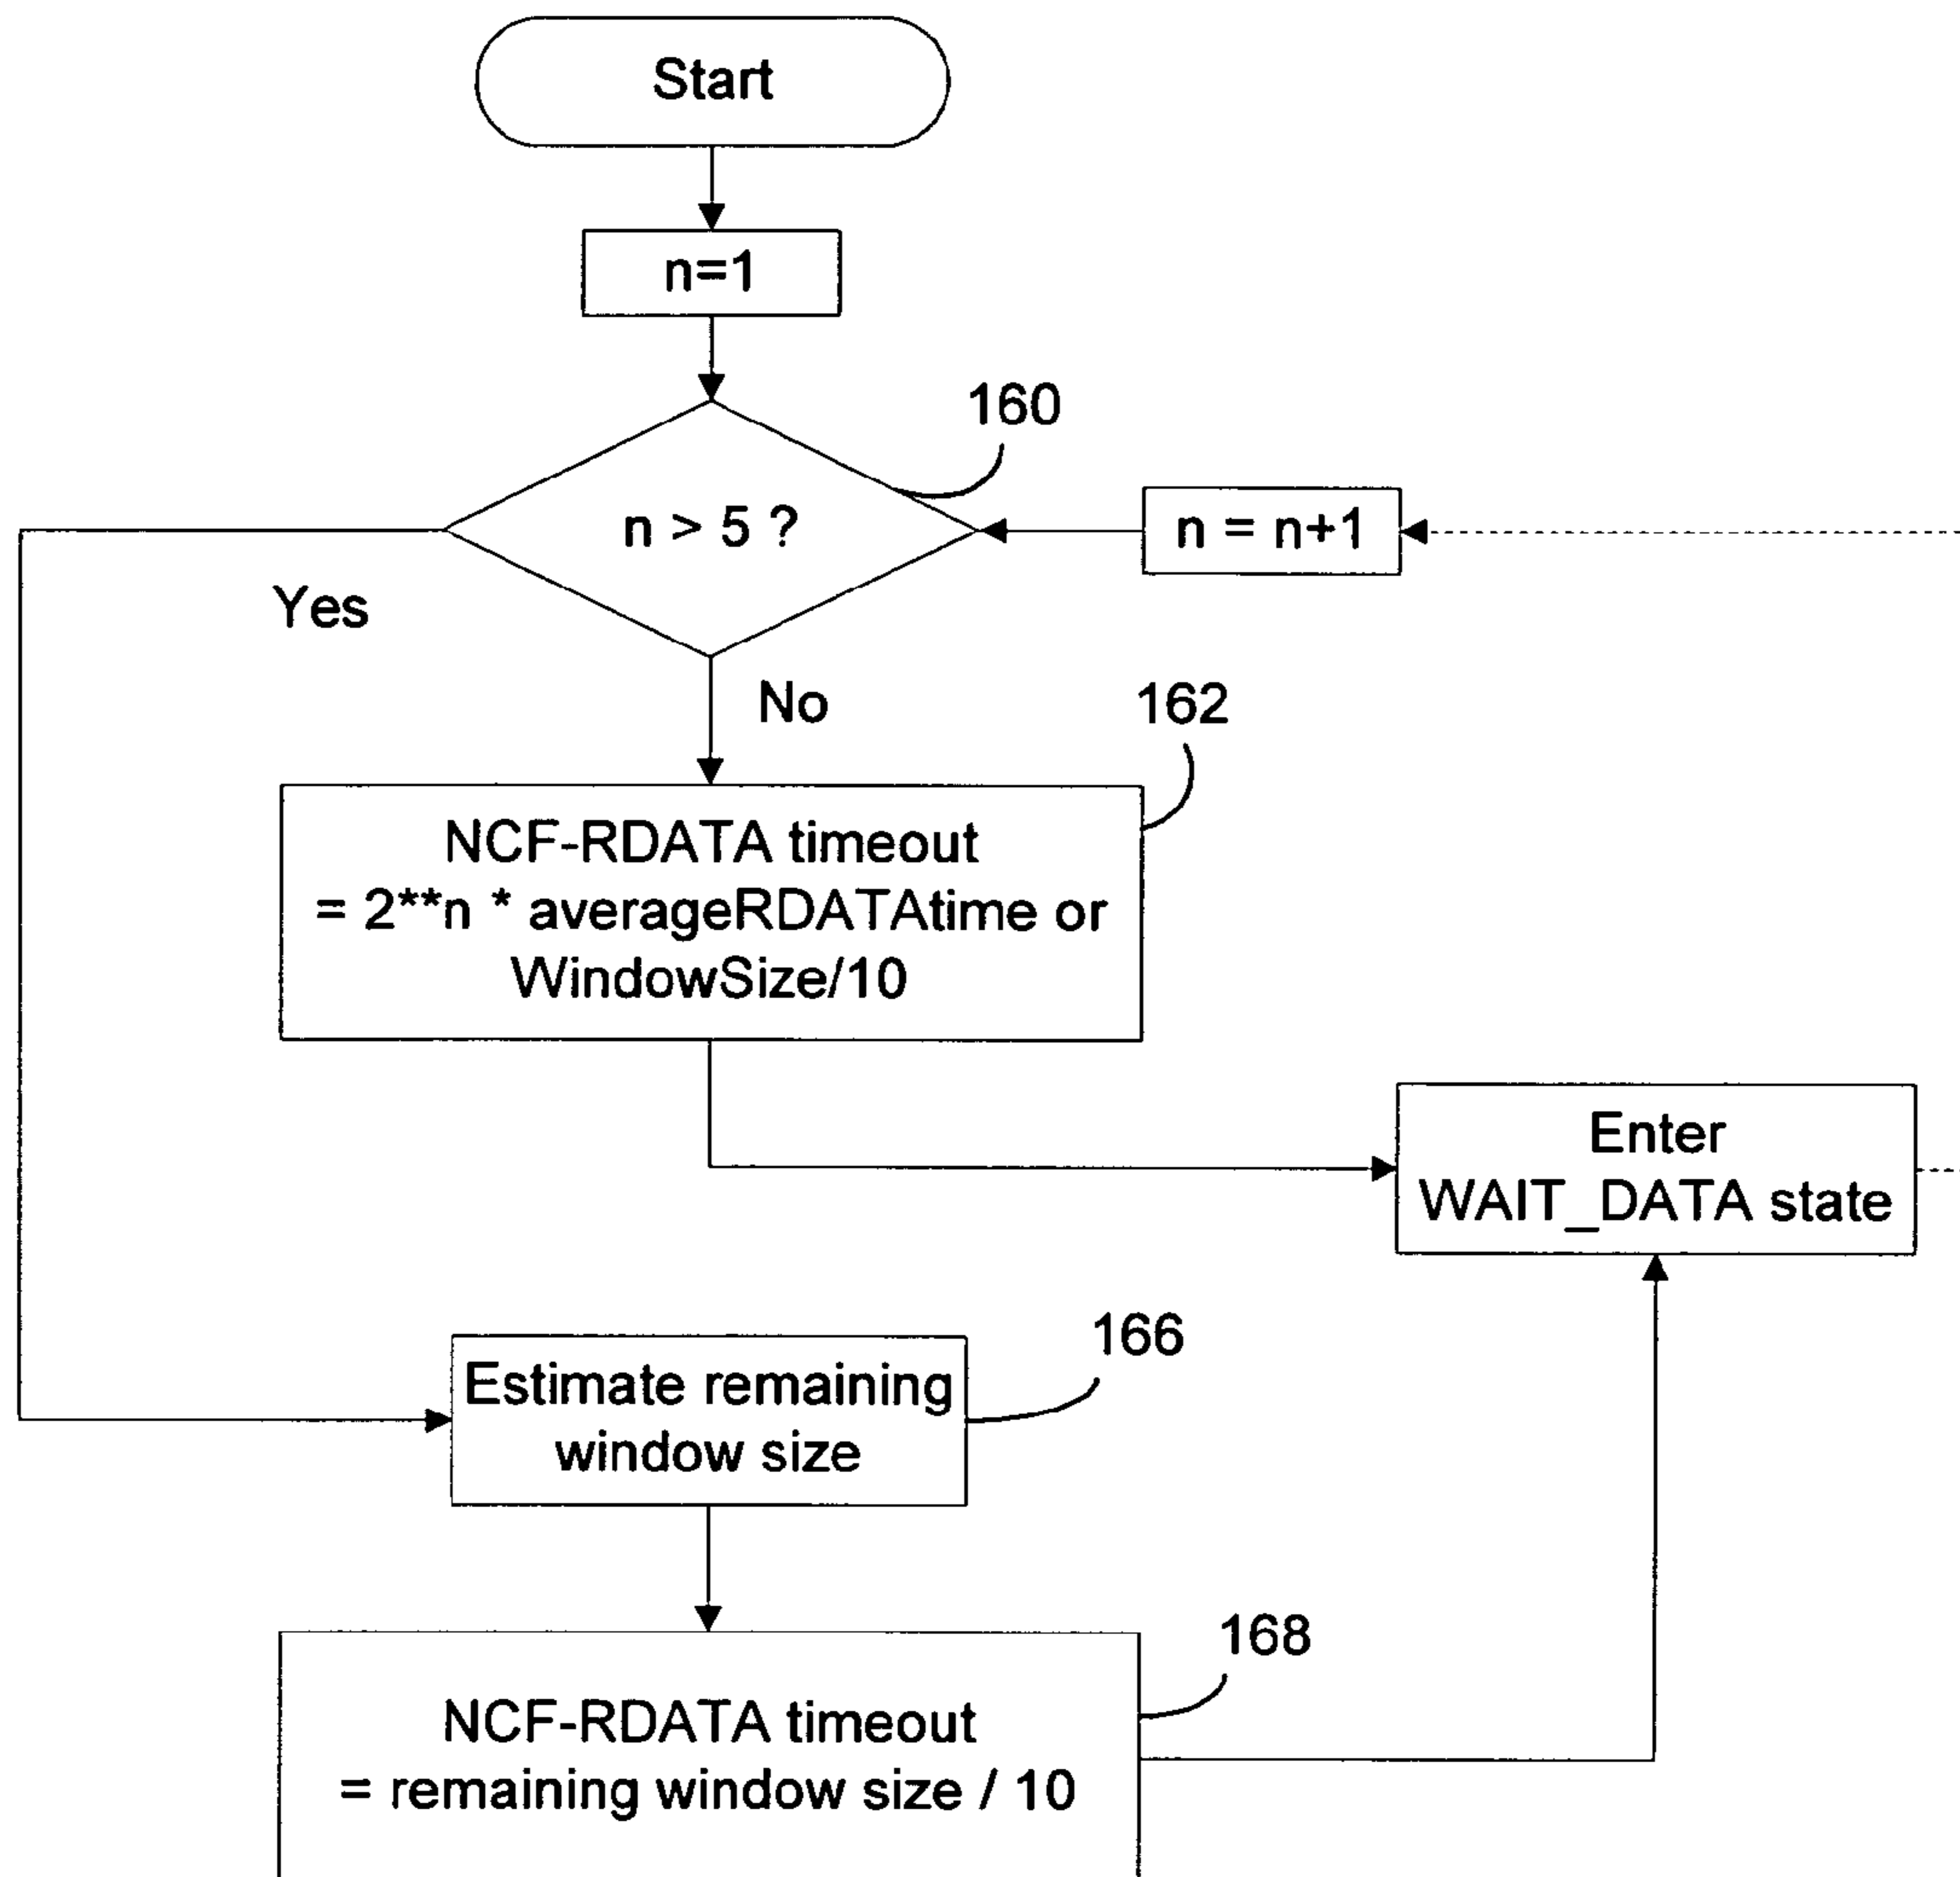 Start
n=1
160
n > 5 ?
n = n+1
Yes
No
162
NCF-RDATA timeout
= 2**n * averageRDATAtime or
WindowSize/10
Enter
WAIT_DATA state
166
Estimate remaining
window size
168
NCF-RDATA timeout
= remaining window size / 10